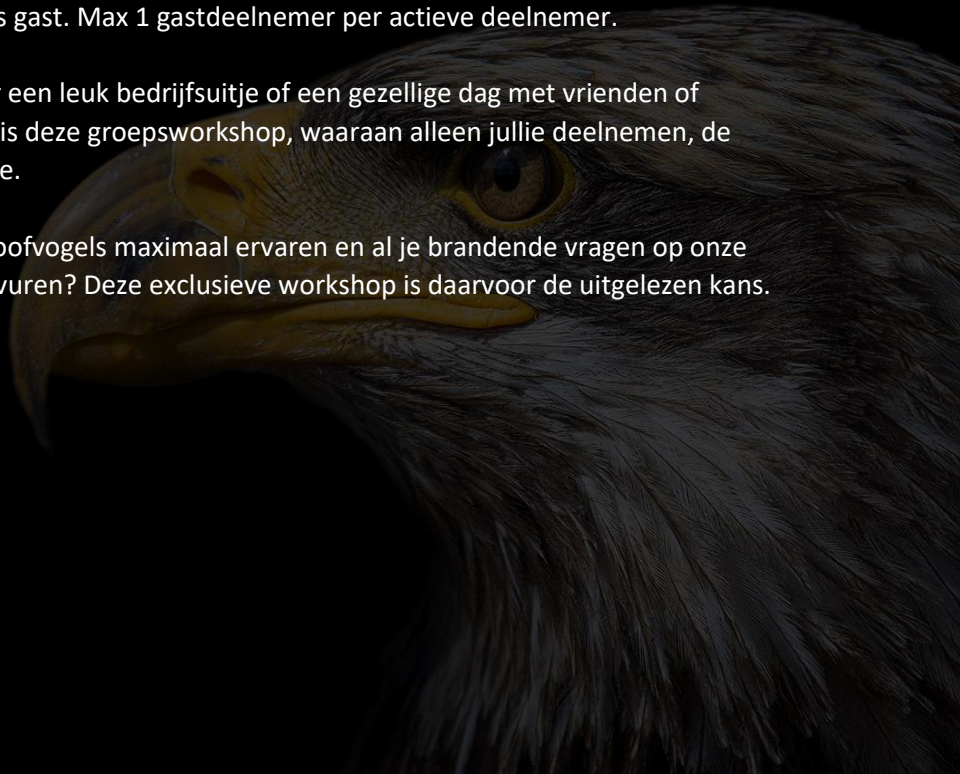 s gast. Max 1 gastdeelnemer per actieve deelnemer.
een leuk bedrijfsuitje of een gezellige dag met vrienden of
is deze groepsworkshop, waaraan alleen jullie deelnemen, de
e.
oofvogels maximaal ervaren en al je brandende vragen op onze
vuren? Deze exclusieve workshop is daarvoor de uitgelezen kans.